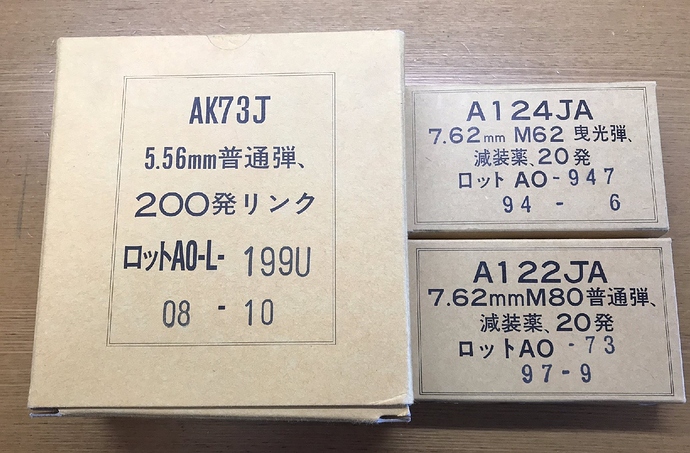 AK73J
5.56mm普通弾、
200発リンク
ロットAO-L- 199U
08 - 10
A124JA
7.62mm M62 曳光弾、
減装薬、20発
ロット AO -947
94 - 6
A122JA
7.62mmM80普通弾、
減装薬、20発
ロットAO -73
97-9